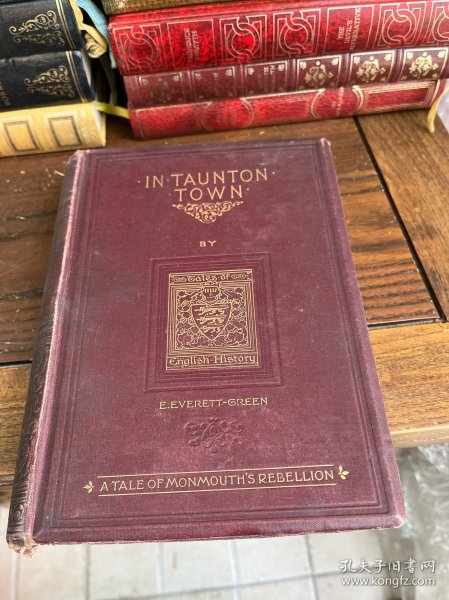 IN·TAUNTON
·TOWN·
BY
Tales of
English History
E.EVERETT-GREEN
A TALE OF MONMOUTH'S REBELLION
孔夫子旧书网
www.kongfz.com